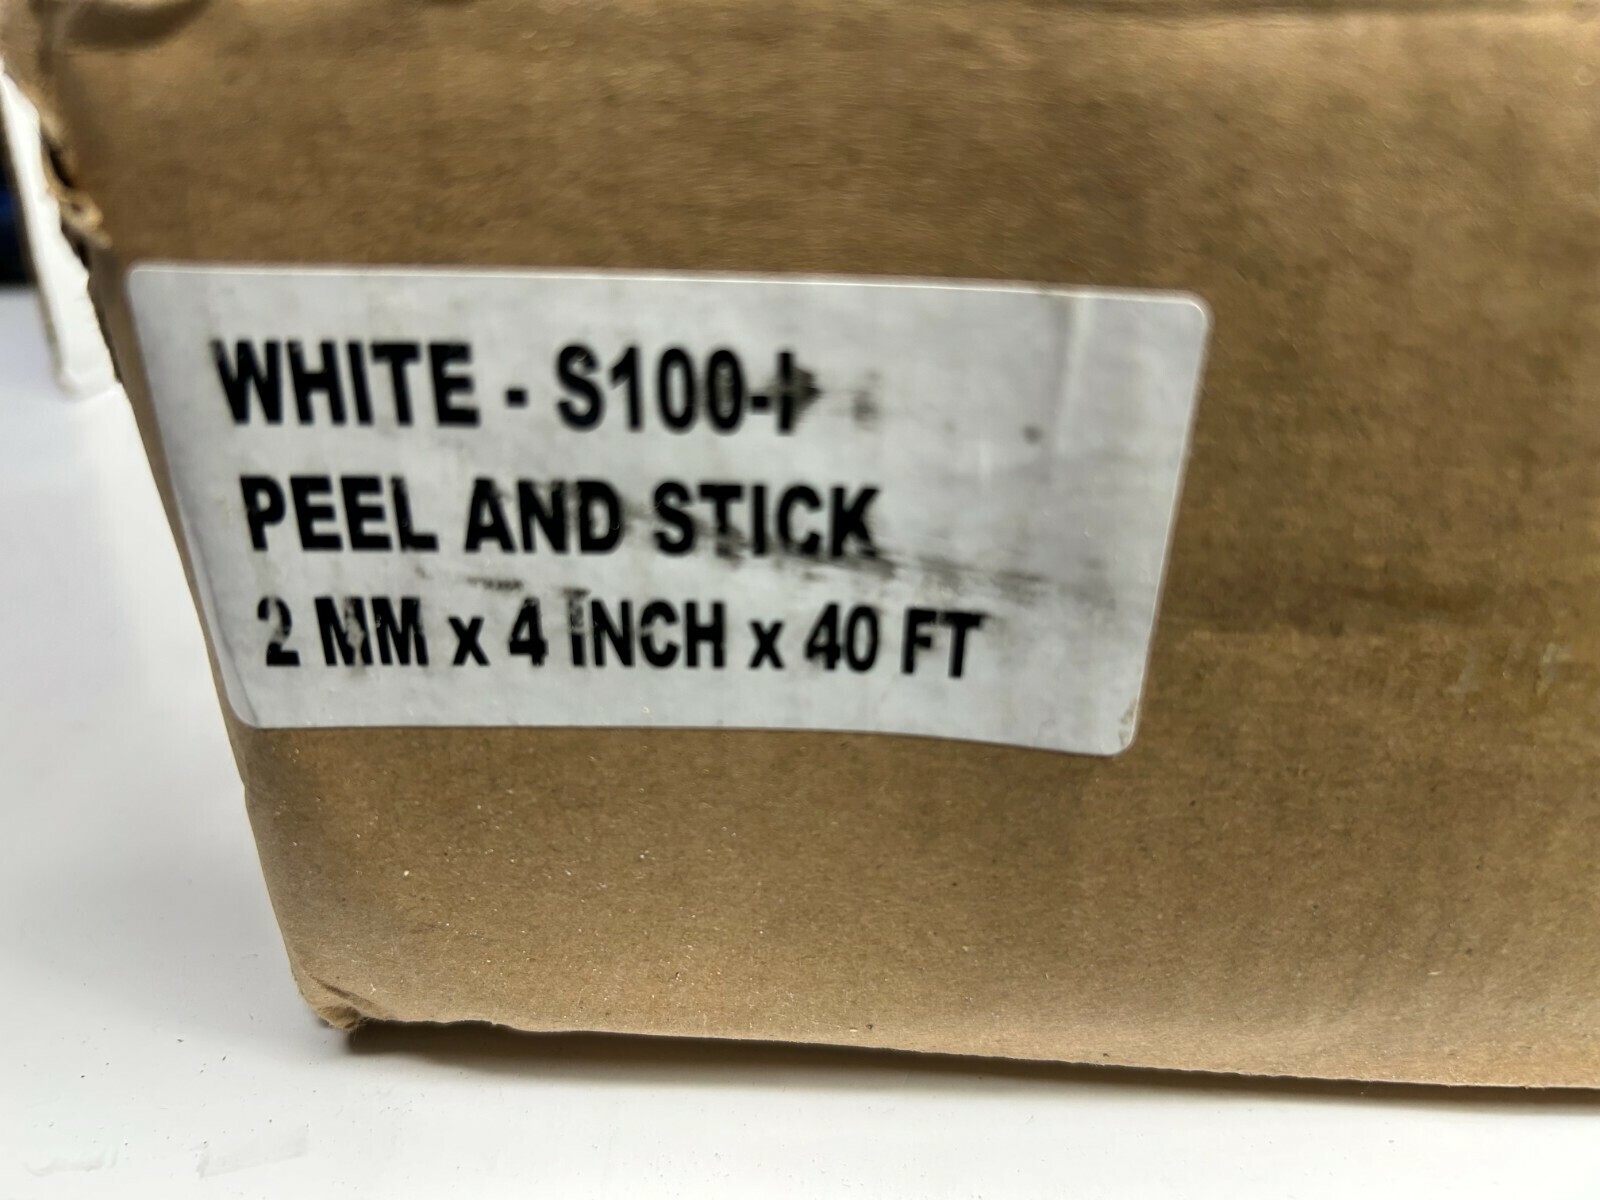 WHITE - S100-
PEEL AND STICK
2 MM x 4 INCH x 40 FT